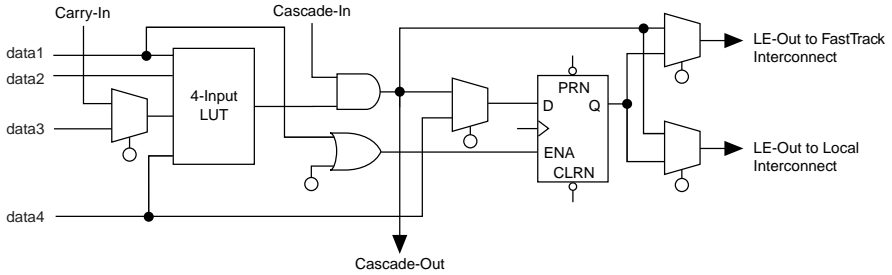 Carry-In
Cascade-In
data1
data2
data3
data4
4-Input
LUT
PRN
D
Q
ENA
CLRN
LE-Out to FastTrack
Interconnect
LE-Out to Local
Interconnect
Cascade-Out